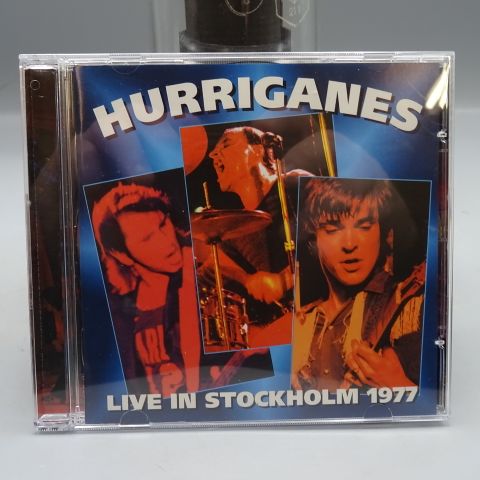 HURRIGANES
LIVE IN STOCKHOLM 1977